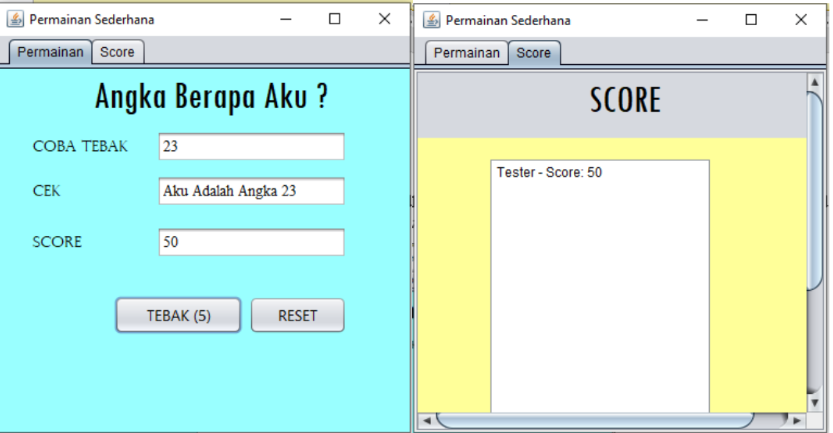 Permainan Sederhana
Permainan Score
Angka Berapa Aku ?
COBA TEBAK 23
CEK Aku Adalah Angka 23
SCORE 50
TEBAK (5) RESET
Permainan Sederhana
Permainan Score
SCORE
Tester - Score: 50